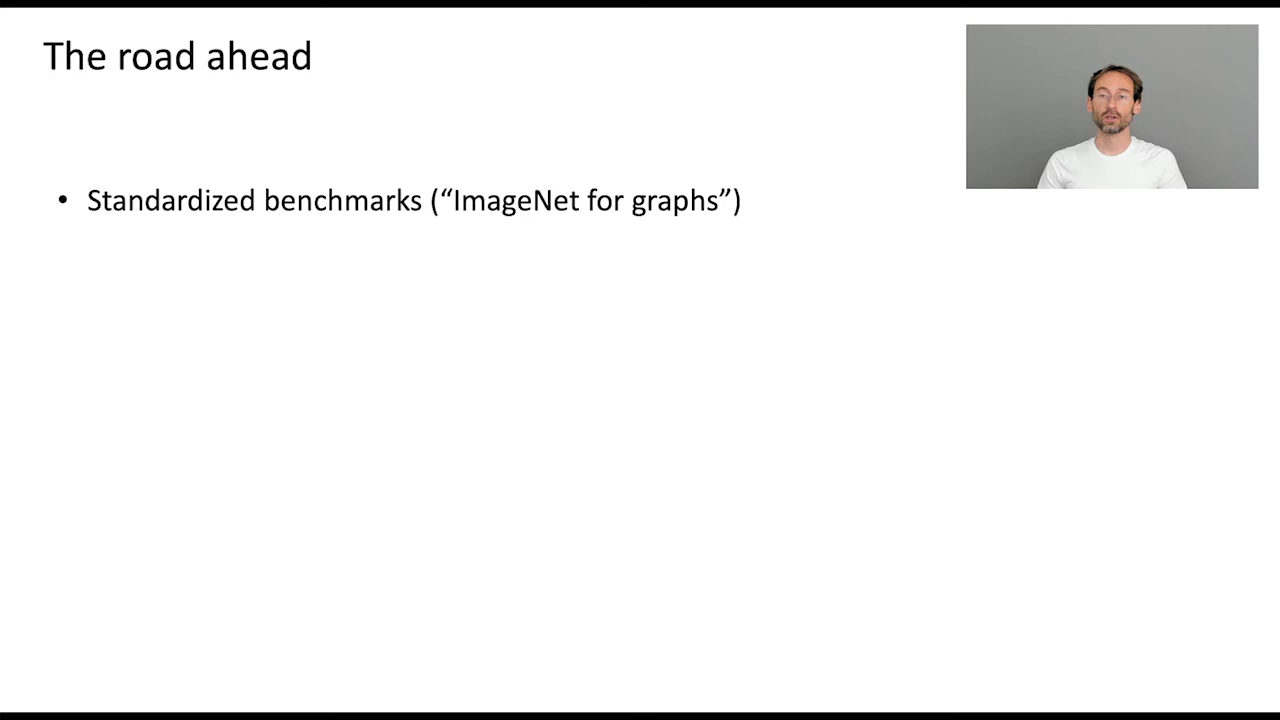 The road ahead
• Standardized benchmarks (“ImageNet for graphs”)